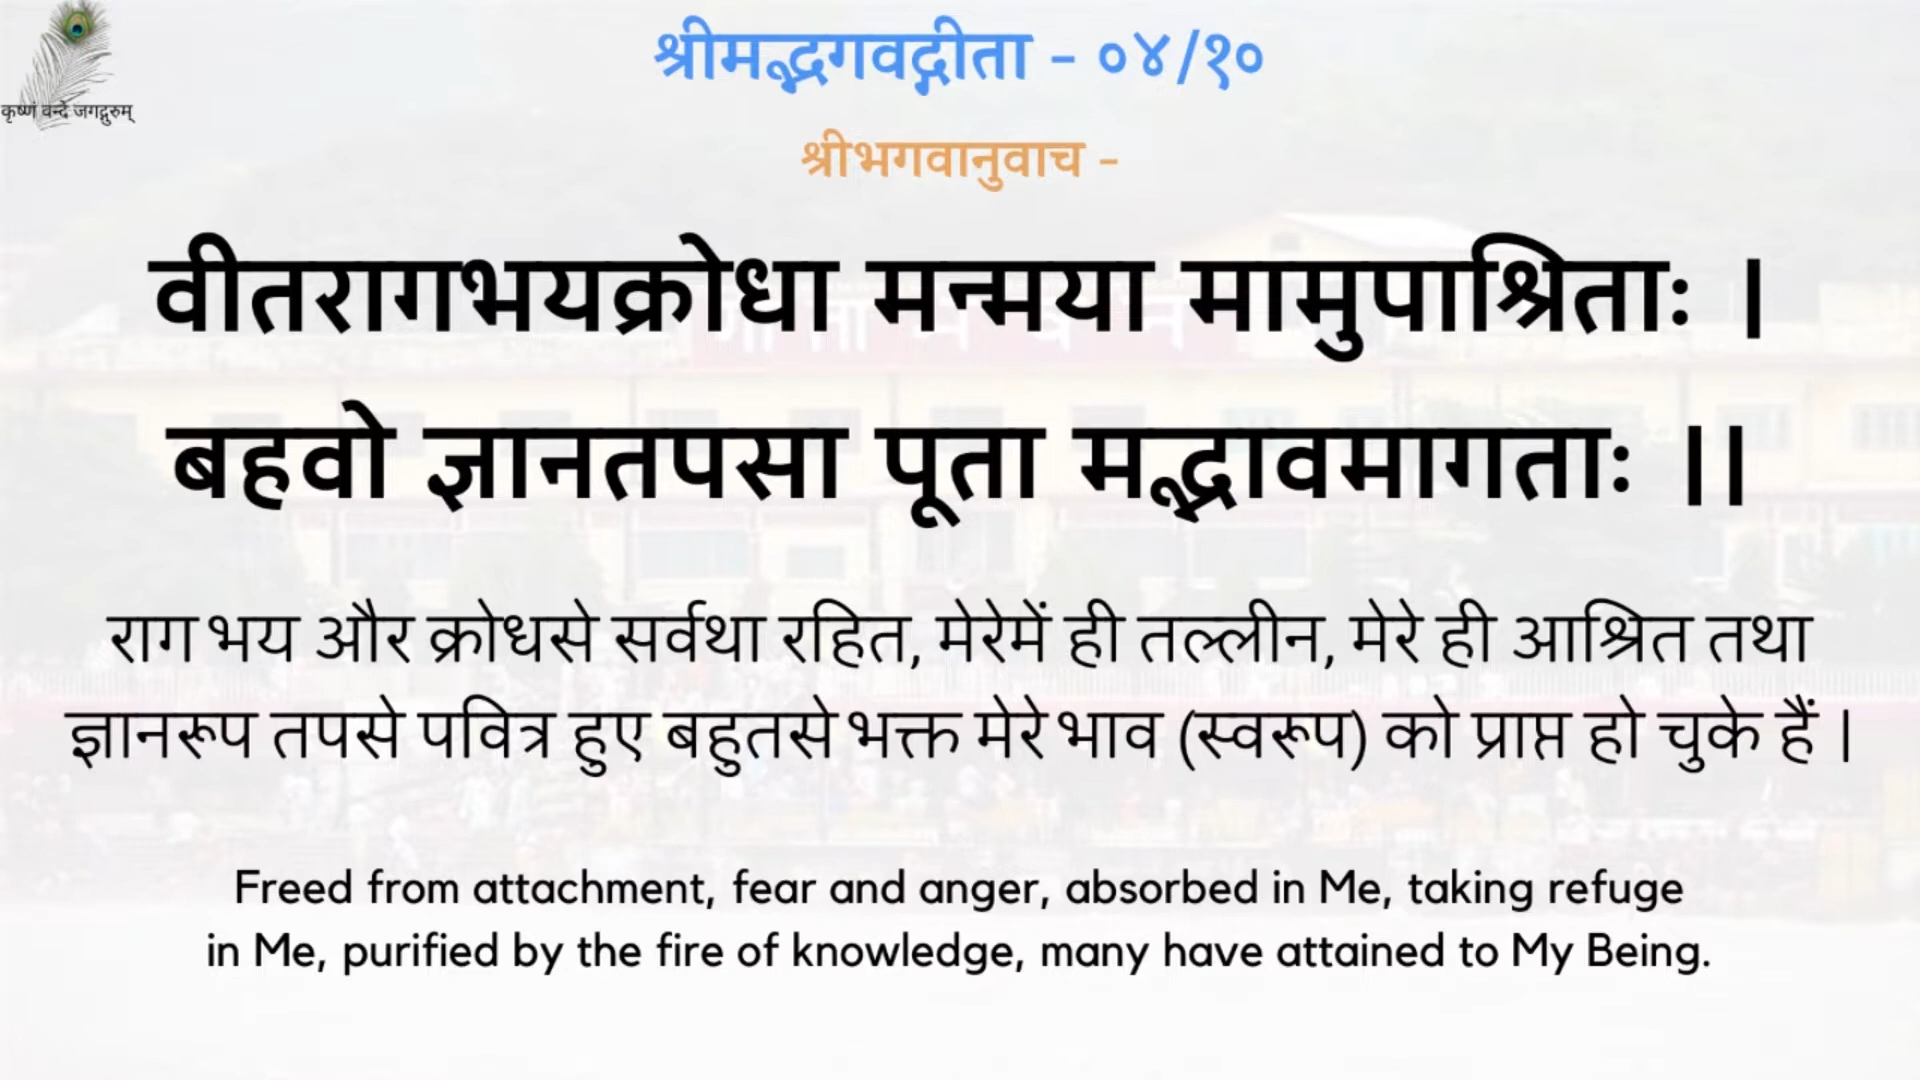 कृष्णं वन्दे जगद्गुरुम्
श्रीमद्भगवद्गीता - ०४/१०
श्रीभगवानुवाच -
वीतरागभयक्रोधा मन्मया मामुपाश्रिताः |
बहवो ज्ञानतपसा पूता मद्भावमागताः ||
राग भय और क्रोधसे सर्वथा रहित, मेरेमें ही तल्लीन, मेरे ही आश्रित तथा
ज्ञानरूप तपसे पवित्र हुए बहुतसे भक्त मेरे भाव (स्वरूप) को प्राप्त हो चुके हैं |
Freed from attachment, fear and anger, absorbed in Me, taking refuge
in Me, purified by the fire of knowledge, many have attained to My Being.